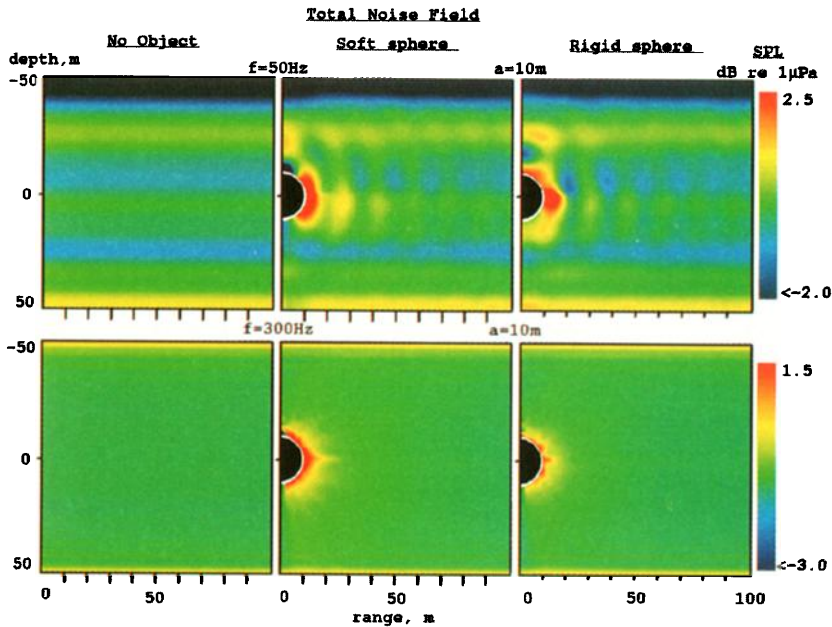 Total Noise Field
No Object
Soft sphere
Rigid sphere
SPL
depth,m
f=50Hz
a=10m
dB re 1µPa
-50
0
50
2.5
<-2.0
f=300Hz
a=10m
-50
0
50
1.5
<-3.0
0 50 0 50 0 50 100
range, m